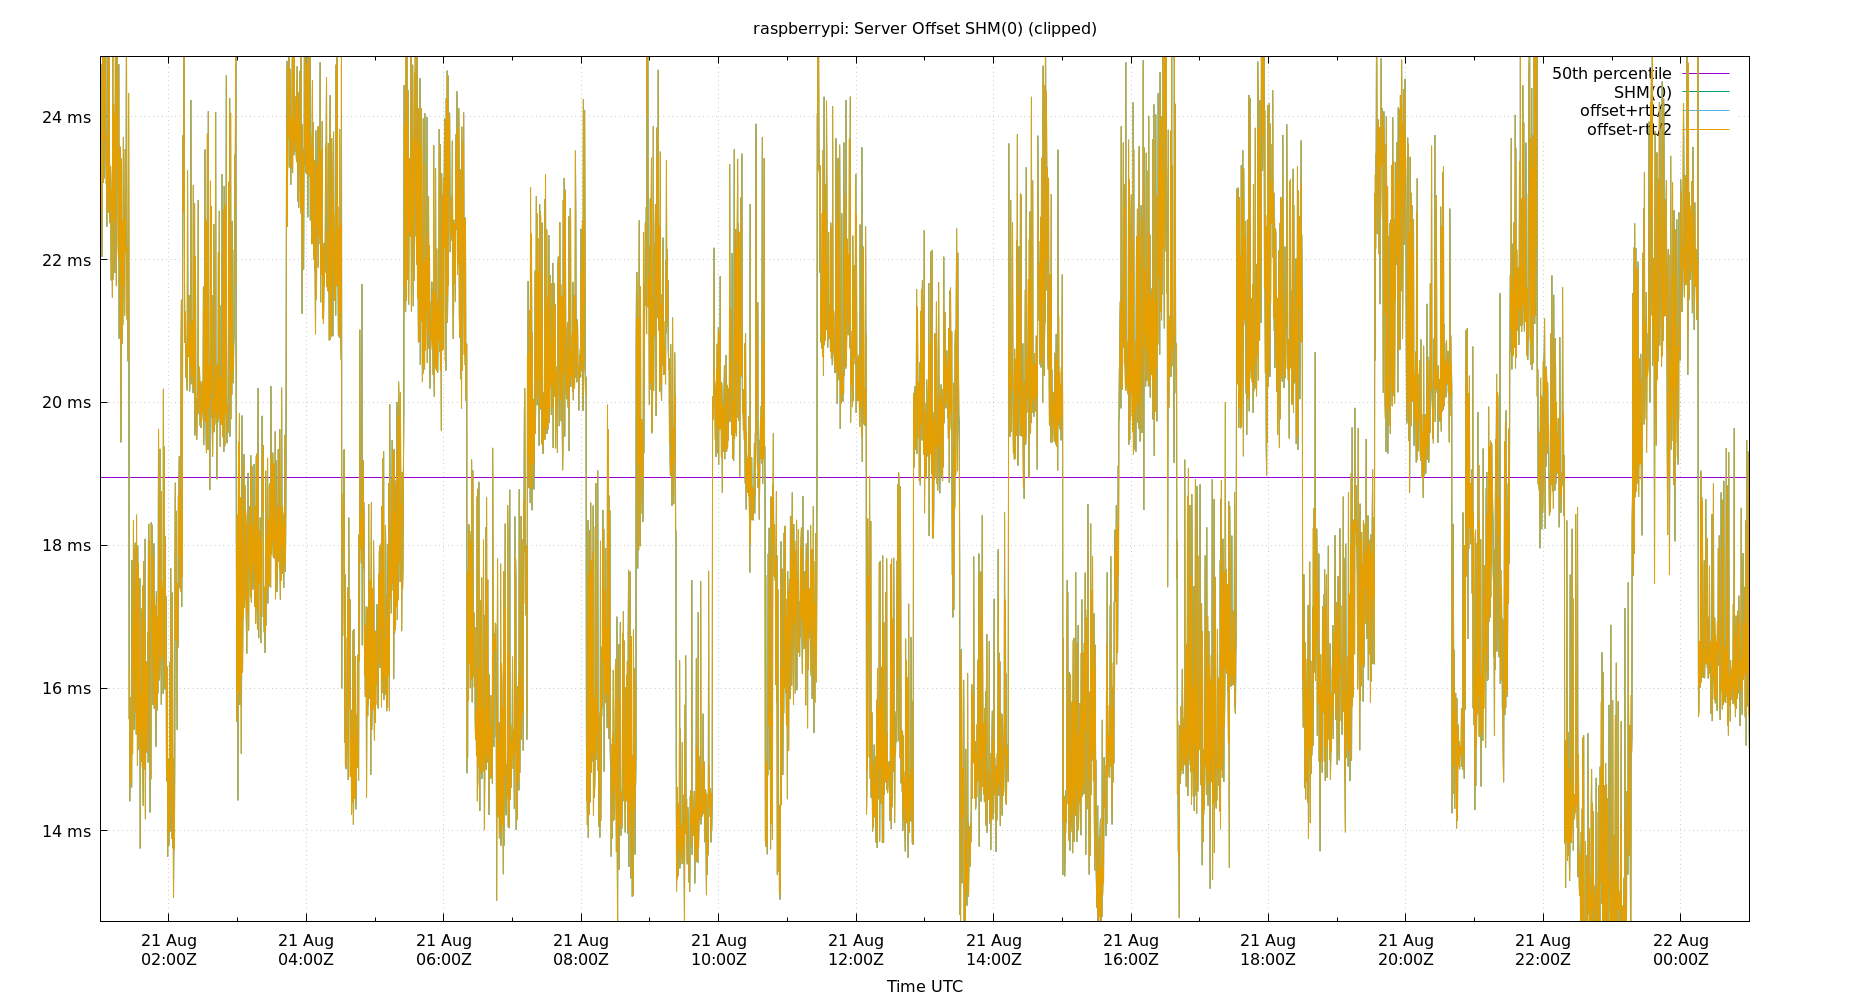 raspberrypi: Server Offset SHM(0) (clipped)
50th percentile
SHM(0)
offset+rtt/2
offset-rtt/2
24 ms
22 ms
20 ms
18 ms
16 ms
14 ms
21 Aug 21 Aug 21 Aug 21 Aug 21 Aug 21 Aug 21 Aug 21 Aug 21 Aug 21 Aug 21 Aug 22 Aug
02:00Z 04:00Z 06:00Z 08:00Z 10:00Z 12:00Z 14:00Z 16:00Z 18:00Z 20:00Z 22:00Z 00:00Z
Time UTC